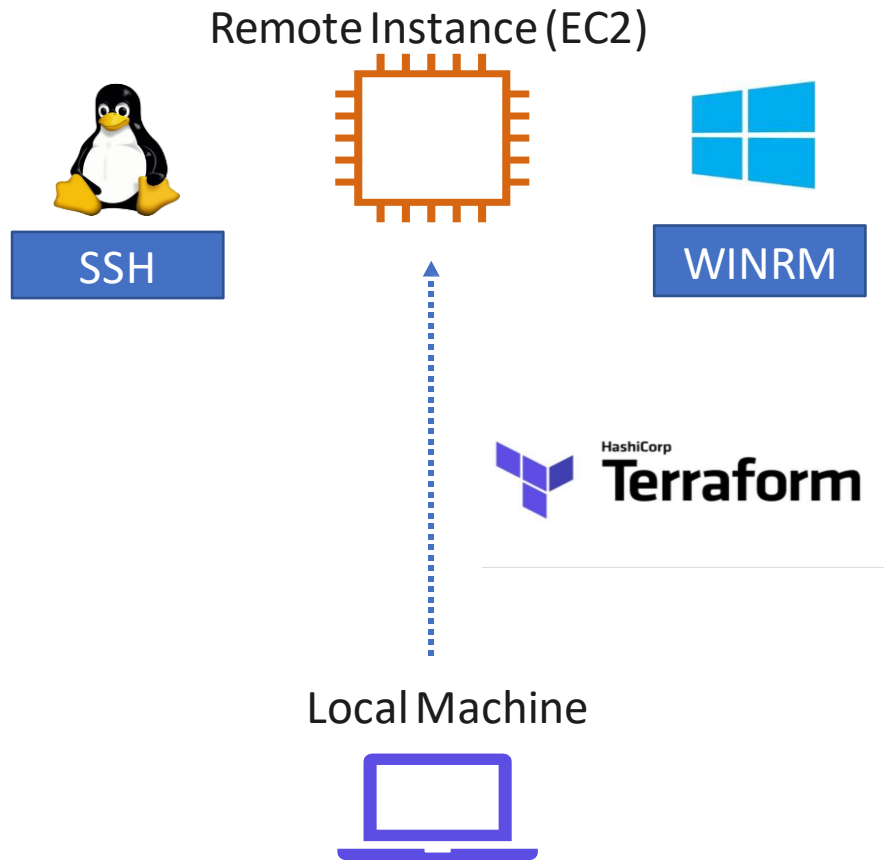 Remote Instance (EC2)
SSH
WINRM
HashiCorp
Terraform
Local Machine